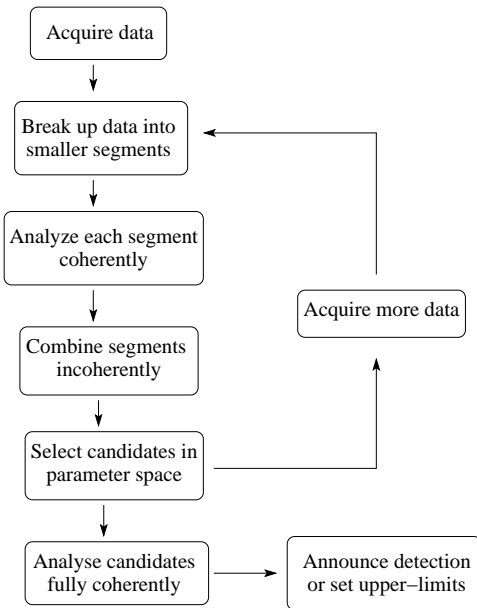 Acquire data
Break up data into
smaller segments
Analyze each segment
coherently
Acquire more data
Combine segments
incoherently
Select candidates in
parameter space
Analyse candidates
fully coherently
Announce detection
or set upper−limits